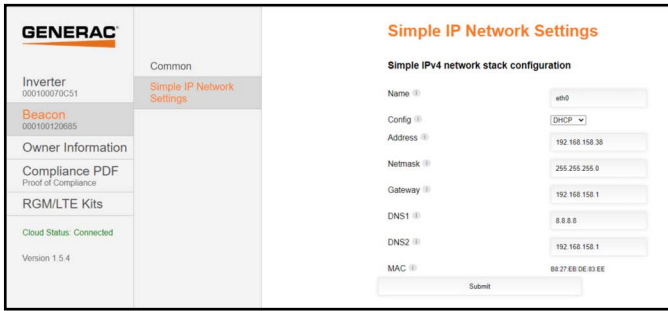 GENERAC
Inverter
000100070C51
Beacon
000100120685
Owner Information
Compliance PDF
Proof of Compliance
RGM/LTE Kits
Cloud Status: Connected
Version 1.5.4
Common
Simple IP Network
Settings
Simple IP Network Settings
Simple IPv4 network stack configuration
Name
eth0
Config
DHCP
Address
192.168.158.38
Netmask
255.255.255.0
Gateway
192.168.158.1
DNS1
8.8.8.8
DNS2
192.168.158.1
MAC
B8:27:EB:DE:83:EE
Submit